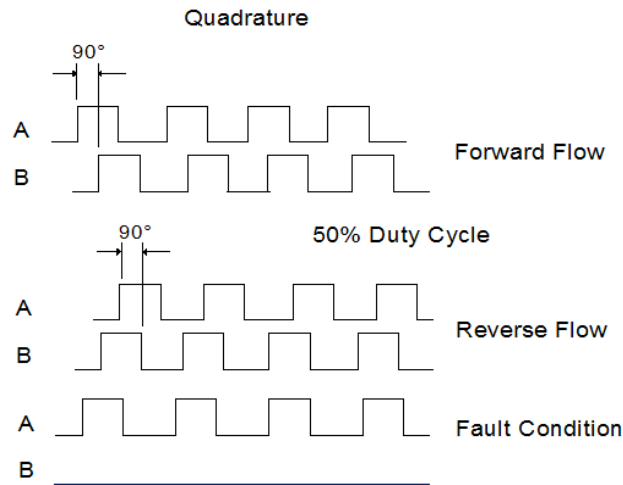 Quadrature
90°
A
B
Forward Flow
90°
50% Duty Cycle
A
B
Reverse Flow
A
Fault Condition
B